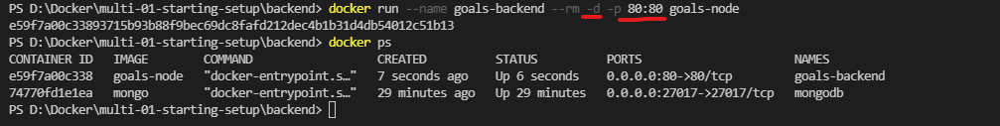 PS D:\Docker\multi-01-starting-setup\backend> docker run --name goals-backend --rm -d -p 80:80 goals-node
e59f7a00c33893715b93b88f9bec69dc8fafd212dec4b1b31d4db54012c51b13
PS D:\Docker\multi-01-starting-setup\backend> docker ps
CONTAINER ID IMAGE COMMAND CREATED STATUS PORTS NAMES
e59f7a00c338 goals-node "docker-entrypoint.s…" 7 seconds ago Up 6 seconds 0.0.0.0:80->80/tcp goals-backend
74770fd1e1ea mongo "docker-entrypoint.s…" 29 minutes ago Up 29 minutes 0.0.0.0:27017->27017/tcp mongodb
PS D:\Docker\multi-01-starting-setup\backend>